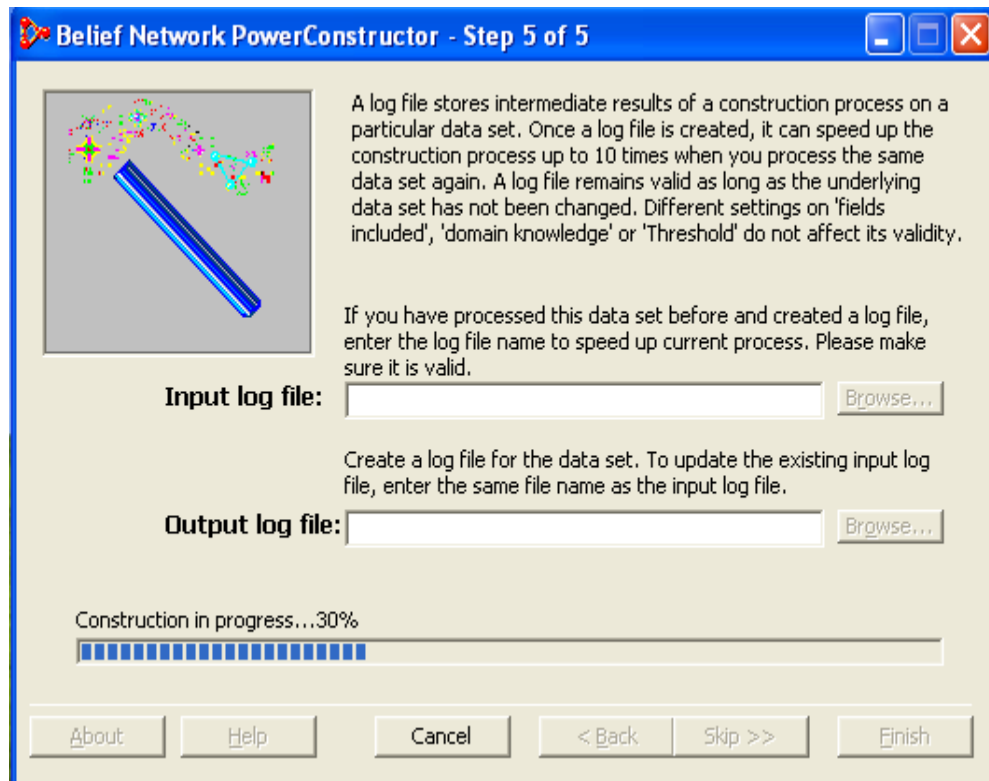 Belief Network PowerConstructor - Step 5 of 5
A log file stores intermediate results of a construction process on a
particular data set. Once a log file is created, it can speed up the
construction process up to 10 times when you process the same
data set again. A log file remains valid as long as the underlying
data set has not been changed. Different settings on 'fields
included', 'domain knowledge' or 'Threshold' do not affect its validity.
If you have processed this data set before and created a log file,
enter the log file name to speed up current process. Please make
sure it is valid.
Input log file:
Browse...
Create a log file for the data set. To update the existing input log
file, enter the same file name as the input log file.
Output log file:
Browse...
Construction in progress...30%
About
Help
Cancel
< Back
Skip >>
Finish